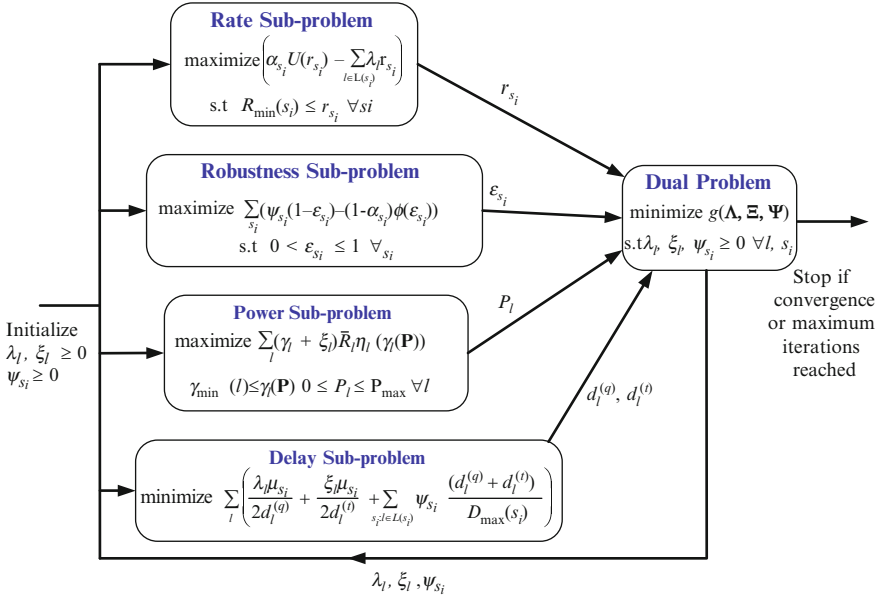 Rate Sub-problem
maximize(α_{s_i} U(r_{s_i}) – ∑_{l∈L(s_i)} λ_l r_{s_i})
s.t R_min(s_i) ≤ r_{s_i} ∀si
r_{s_i}
Robustness Sub-problem
maximize ∑_{s_i} (ψ_{s_i}(1–ε_{s_i})–(1-α_{s_i})ϕ(ε_{s_i}))
s.t 0 < ε_{s_i} ≤ 1 ∀_{s_i}
ε_{s_i}
Dual Problem
minimize g(Λ, Ξ, Ψ)
s.t λ_l, ξ_l, ψ_{s_i} ≥ 0 ∀l, s_i
Stop if
convergence
or maximum
iterations
reached
Initialize
λ_l, ξ_l ≥ 0
ψ_{s_i} ≥ 0
Power Sub-problem
maximize ∑_l (γ_l + ξ_l) R̄_l η_l (γ_l(P))
γ_min (l)≤γ_l(P) 0 ≤ P_l ≤ P_max ∀l
P_l
Delay Sub-problem
minimize ∑_l (λ_l μ_{s_i} / 2d_l^{(q)} + ξ_l μ_{s_i} / 2d_l^{(t)} + ∑_{s_i:l∈L(s_i)} ψ_{s_i} (d_l^{(q)} + d_l^{(t)}) / D_max(s_i))
d_l^{(q)}, d_l^{(t)}
λ_l, ξ_l ,ψ_{s_i}